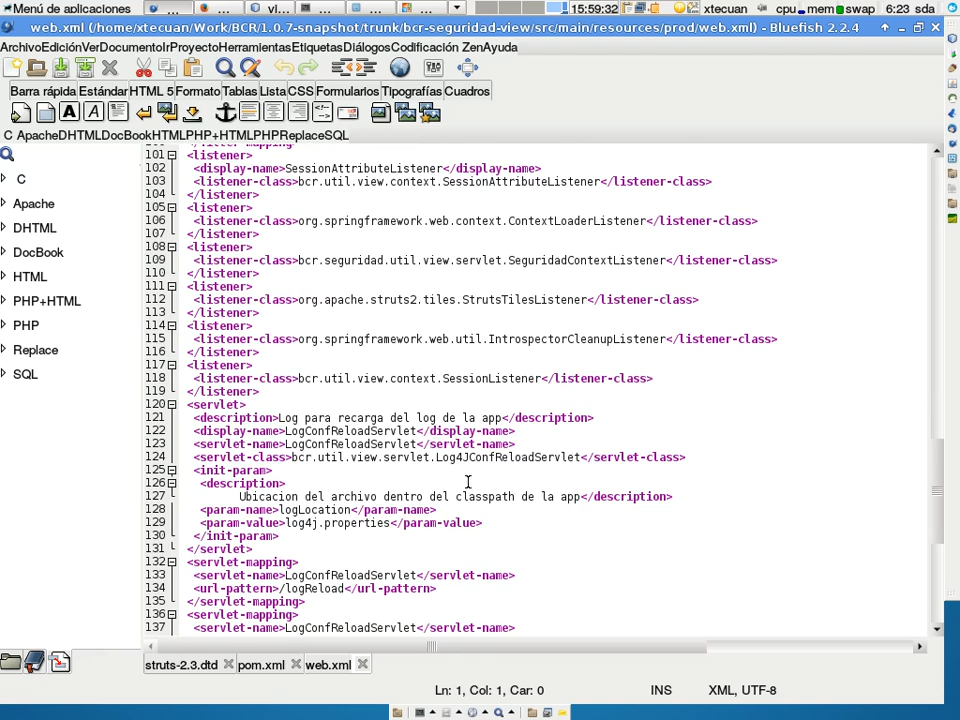 Menú de aplicaciones
vl...
15:59:32
xtecuan
cpu
mem
swap
6:23 sda
web.xml (/home/xtecuan/Work/BCR/1.0.7-snapshot/trunk/bcr-seguridad-view/src/main/resources/prod/web.xml) - Bluefish 2.2.4
ArchivoEdiciónVerDocumentoIrProyectoHerramientasEtiquetasDiálogosCodificación ZenAyuda
Barra rápida Estándar HTML 5 Formato Tablas Lista CSS Formularios Tipografías Cuadros
C ApacheDHTMLDocBookHTMLPHP+HTMLPHPReplaceSQL
C
Apache
DHTML
DocBook
HTML
PHP+HTML
PHP
Replace
SQL
101 <listener>
102 <display-name>SessionAttributeListener</display-name>
103 <listener-class>bcr.util.view.context.SessionAttributeListener</listener-class>
104 </listener>
105 <listener>
106 <listener-class>org.springframework.web.context.ContextLoaderListener</listener-class>
107 </listener>
108 <listener>
109 <listener-class>bcr.seguridad.util.view.servlet.SeguridadContextListener</listener-class>
110 </listener>
111 <listener>
112 <listener-class>org.apache.struts2.tiles.StrutsTilesListener</listener-class>
113 </listener>
114 <listener>
115 <listener-class>org.springframework.web.util.IntrospectorCleanupListener</listener-class>
116 </listener>
117 <listener>
118 <listener-class>bcr.util.view.context.SessionListener</listener-class>
119 </listener>
120 <servlet>
121 <description>Log para recarga del log de la app</description>
122 <display-name>LogConfReloadServlet</display-name>
123 <servlet-name>LogConfReloadServlet</servlet-name>
124 <servlet-class>bcr.util.view.servlet.Log4JConfReloadServlet</servlet-class>
125 <init-param>
126 <description>
127 Ubicacion del archivo dentro del classpath de la app</description>
128 <param-name>logLocation</param-name>
129 <param-value>log4j.properties</param-value>
130 </init-param>
131 </servlet>
132 <servlet-mapping>
133 <servlet-name>LogConfReloadServlet</servlet-name>
134 <url-pattern>/logReload</url-pattern>
135 </servlet-mapping>
136 <servlet-mapping>
137 <servlet-name>LogConfReloadServlet</servlet-name>
struts-2.3.dtd
pom.xml
web.xml
Ln: 1, Col: 1, Car: 0
INS
XML, UTF-8